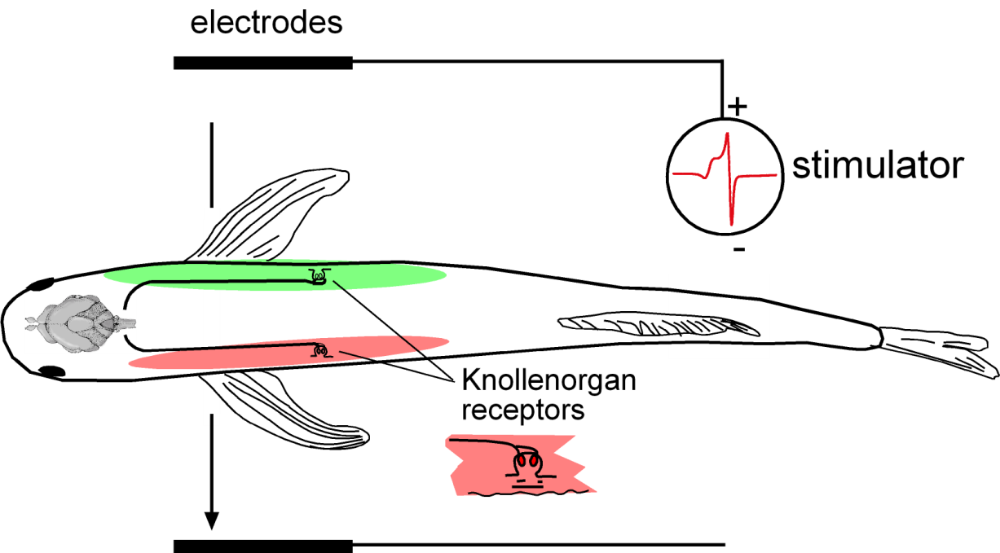 electrodes
+
stimulator
-
Knollenorgan
receptors